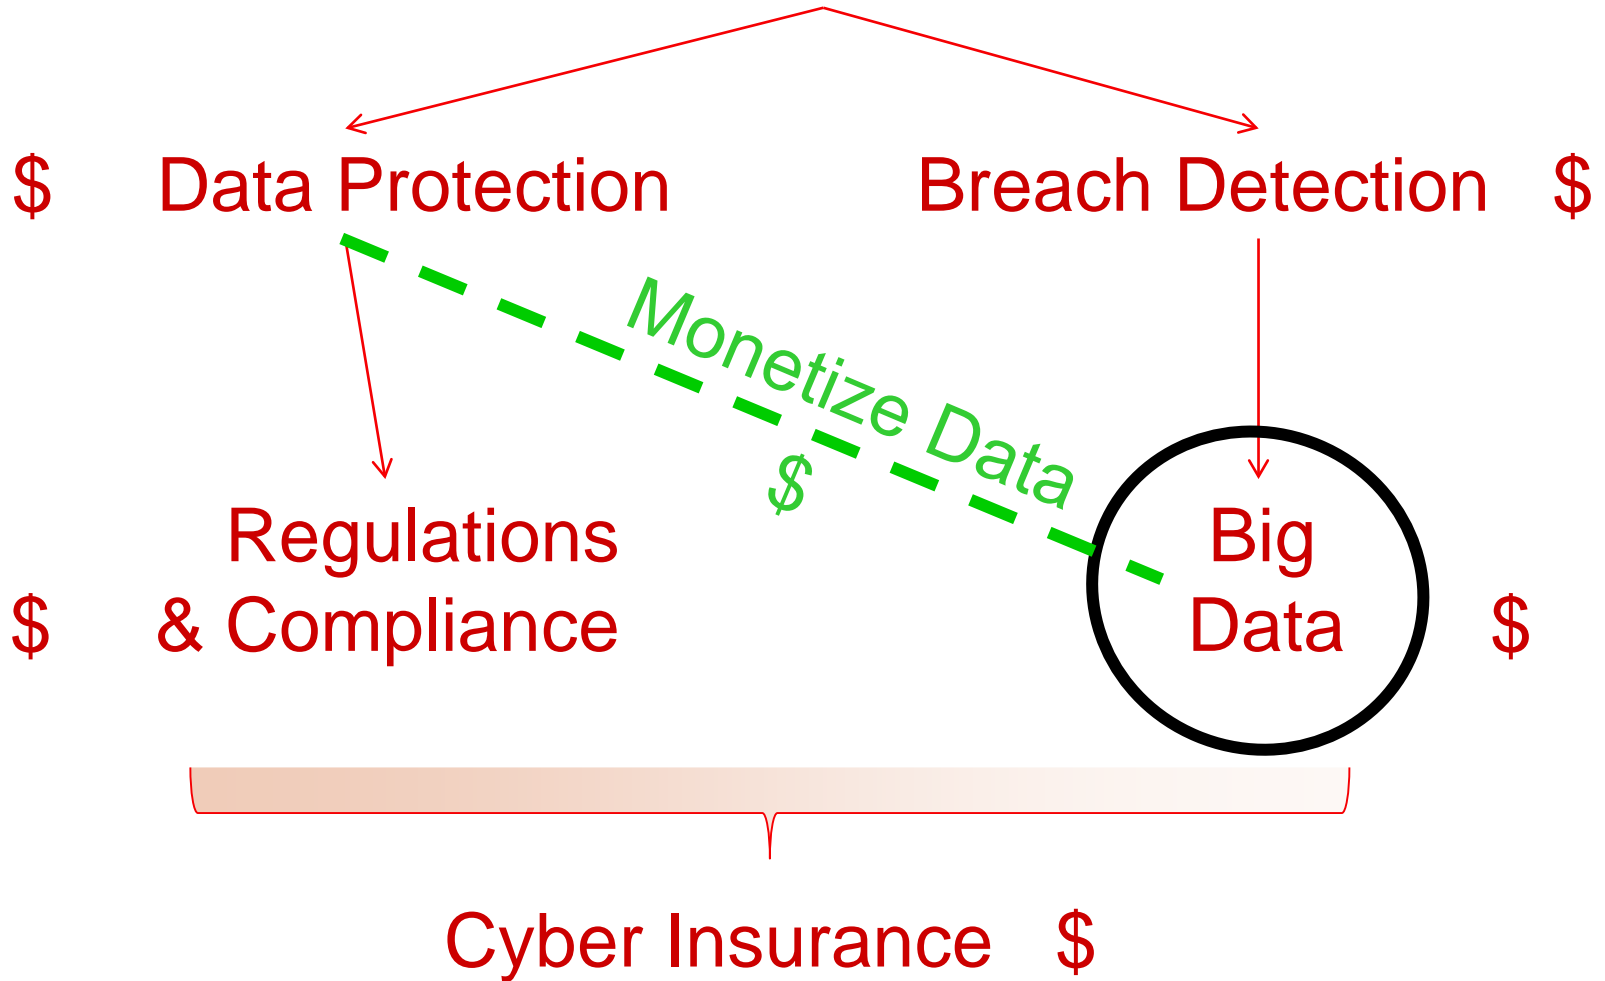 $ Data Protection
Breach Detection $
Monetize Data
$
Regulations
$ & Compliance
Big
Data $
Cyber Insurance $